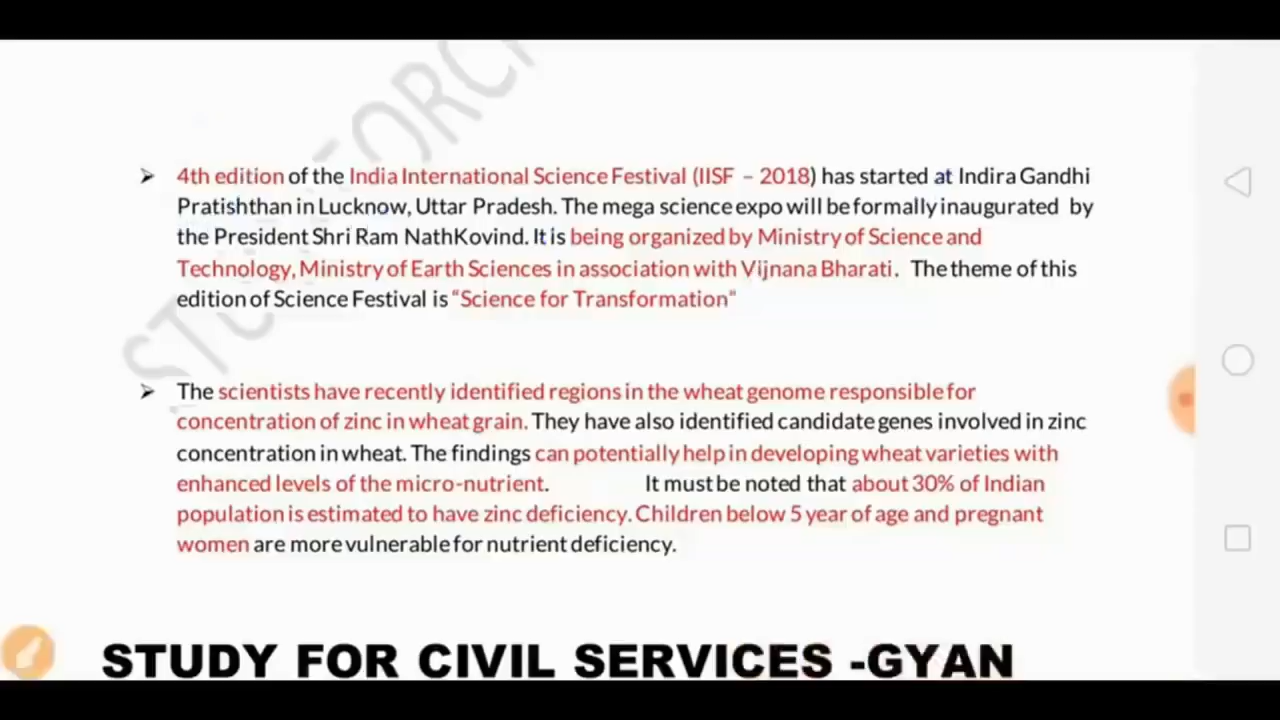 ➤ 4th edition of the India International Science Festival (IISF – 2018) has started at Indira Gandhi
Pratishthan in Lucknow, Uttar Pradesh. The mega science expo will be formally inaugurated by
the President Shri Ram NathKovind. It is being organized by Ministry of Science and
Technology, Ministry of Earth Sciences in association with Vijnana Bharati. The theme of this
edition of Science Festival is “Science for Transformation”
➤ The scientists have recently identified regions in the wheat genome responsible for
concentration of zinc in wheat grain. They have also identified candidate genes involved in zinc
concentration in wheat. The findings can potentially help in developing wheat varieties with
enhanced levels of the micro-nutrient. It must be noted that about 30% of Indian
population is estimated to have zinc deficiency. Children below 5 year of age and pregnant
women are more vulnerable for nutrient deficiency.
STUDY FOR CIVIL SERVICES -GYAN